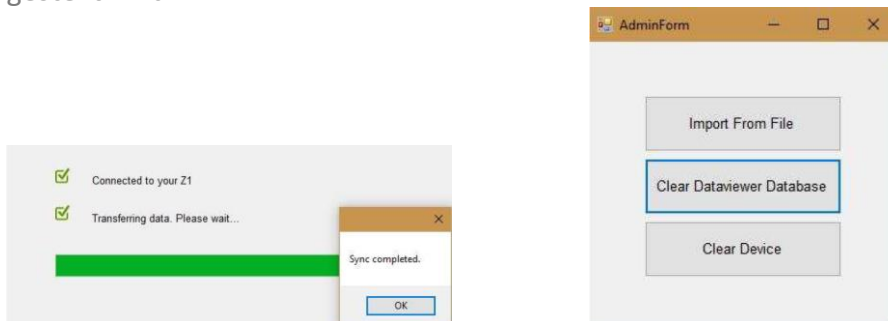 Connected to your Z1
Transferring data. Please wait...
Sync completed.
OK
AdminForm
Import From File
Clear Dataviewer Database
Clear Device